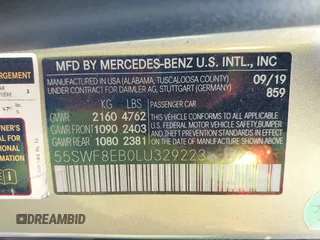 MFD BY MERCEDES-BENZ U.S. INTL., INC
MANUFACTURED IN USA (ALABAMA, TUSCALOOSA COUNTY)
UNDER CONTRACT FOR DAIMLER AG, STUTTGART (GERMANY)
09/19
859
KG LBS
GVWR 2160 4762
GAWR FRONT 1090 2403
GAWR REAR 1080 2381
PASSENGER CAR
THIS VEHICLE CONFORMS TO ALL APPLICABLE
U.S. FEDERAL MOTOR VEHICLE SAFETY,
BUMPER, AND THEFT PREVENTION
STANDARDS IN EFFECT ON THE DATE OF
MANUFACTURE SHOWN ABOVE
55SWF8EB0LU329223
DREAMBID